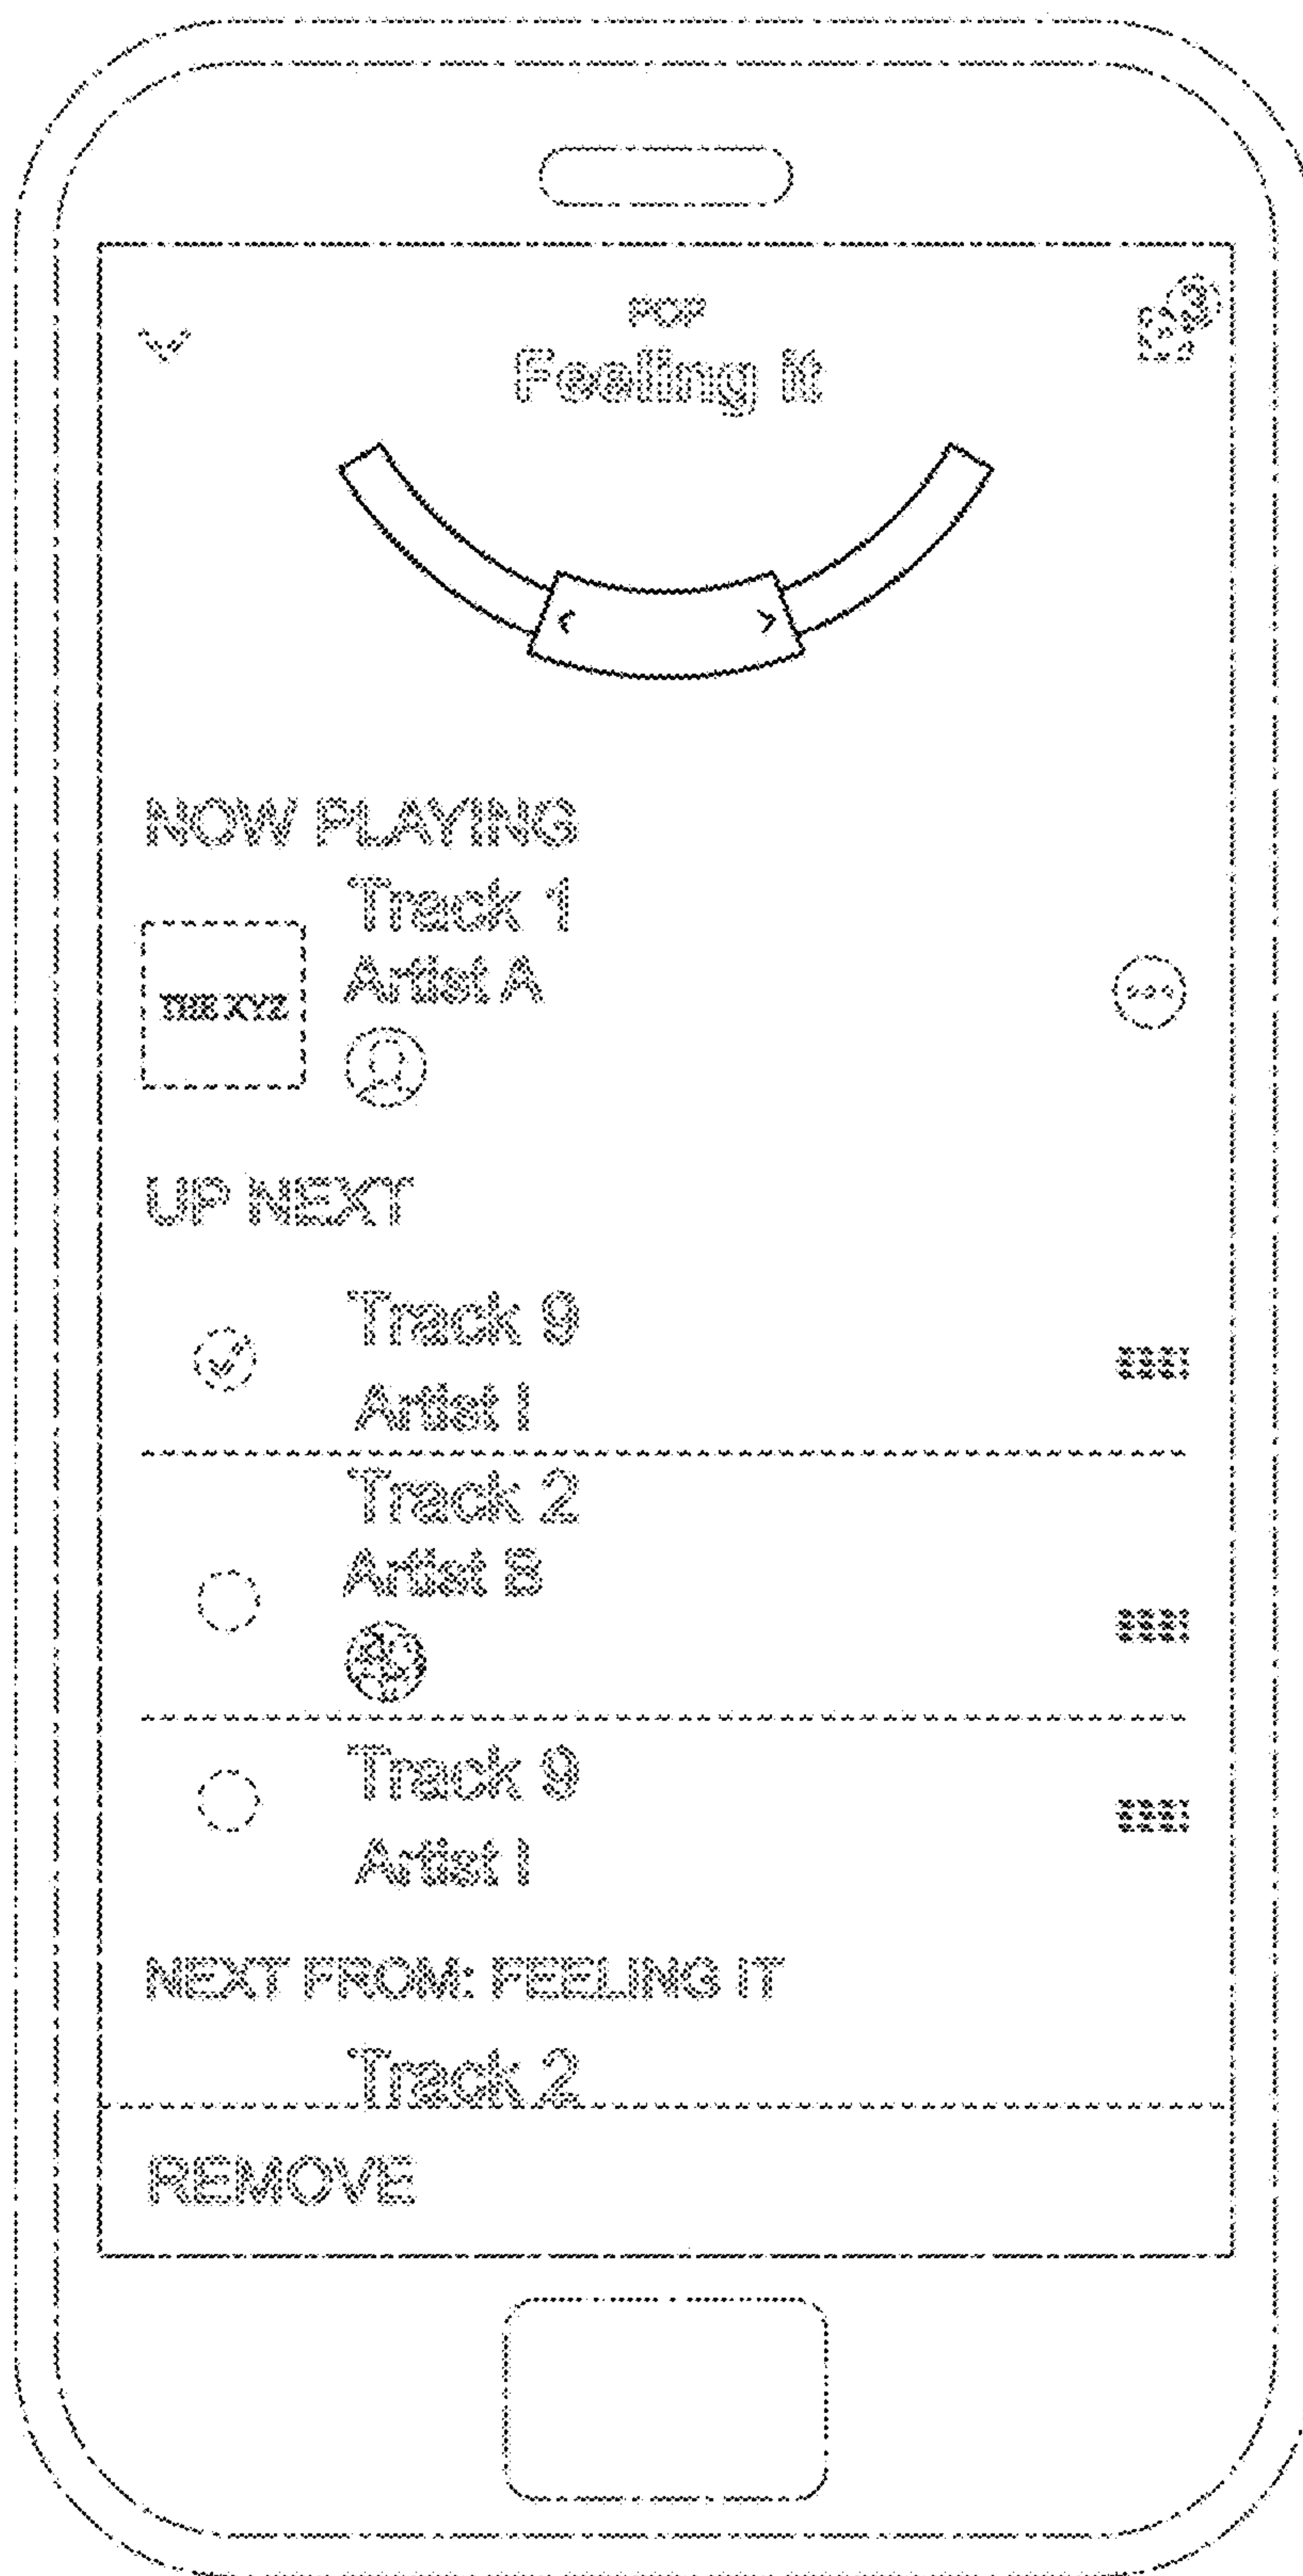 POP
3
Feeling It
NOW PLAYING
Track 1
Artist A
THE XYZ
UP NEXT
Track 9
Artist I
Track 2
Artist B
Track 9
Artist I
NEXT FROM: FEELING IT
Track 2
REMOVE